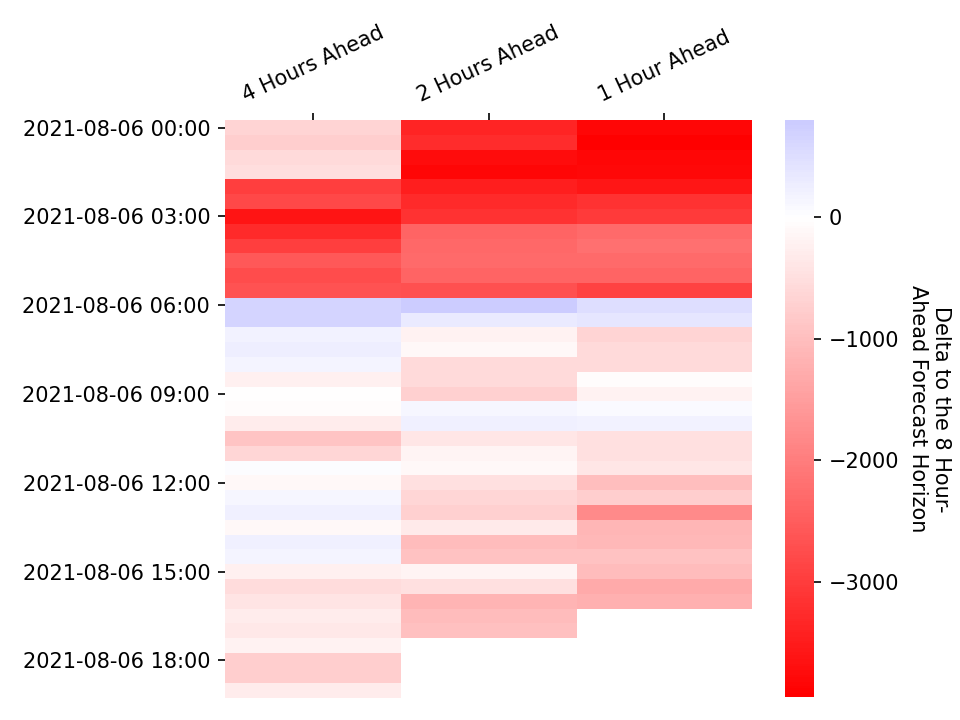 4 Hours Ahead
2 Hours Ahead
1 Hour Ahead
2021-08-06 00:00
2021-08-06 03:00
2021-08-06 06:00
2021-08-06 09:00
2021-08-06 12:00
2021-08-06 15:00
2021-08-06 18:00
0
−1000
−2000
−3000
Delta to the 8 Hour-
Ahead Forecast Horizon